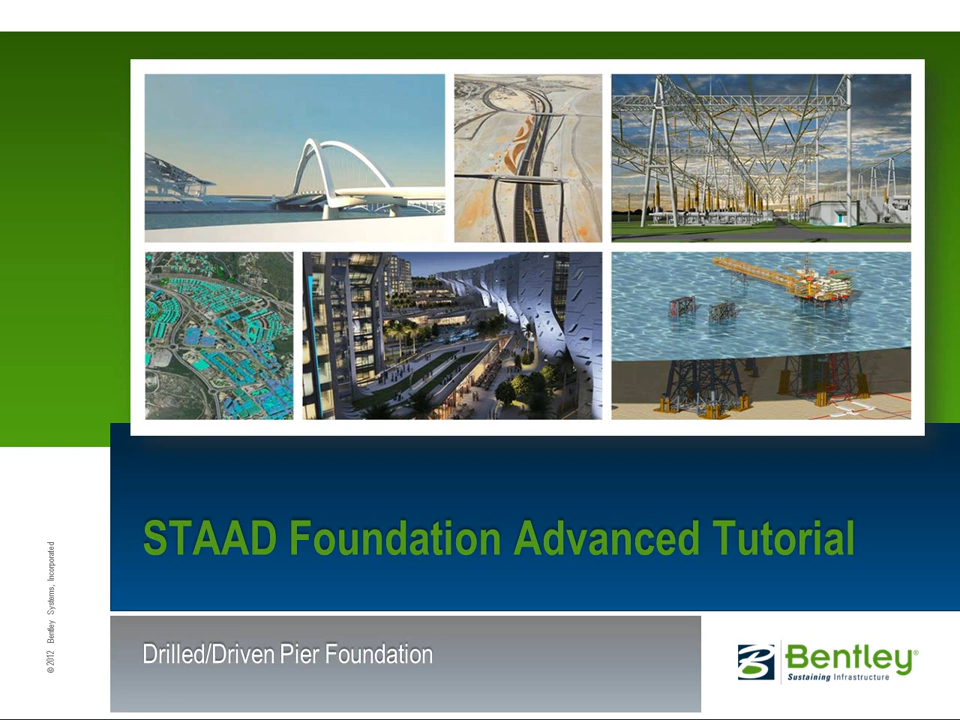 STAAD Foundation Advanced Tutorial
Drilled/Driven Pier Foundation
© 2012 Bentley Systems, Incorporated
Bentley®
Sustaining Infrastructure